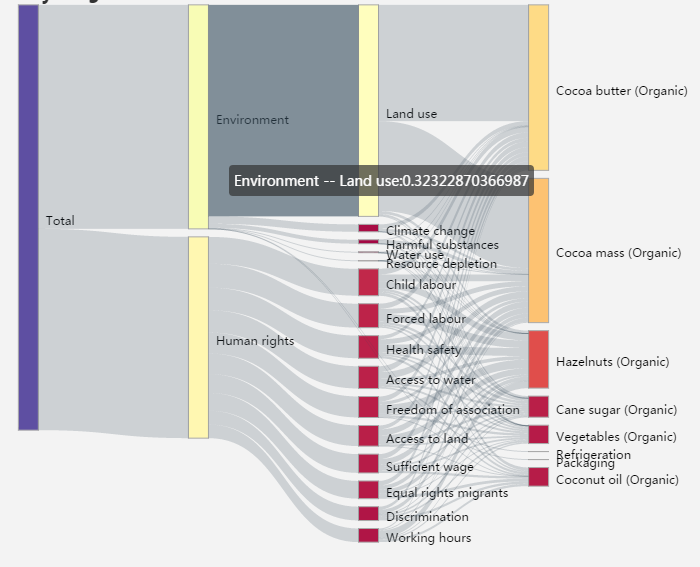 Total
Environment
Human rights
Environment -- Land use:0.32322870366987
Land use
Climate change
Harmful substances
Water use
Resource depletion
Child labour
Forced labour
Health safety
Access to water
Freedom of association
Access to land
Sufficient wage
Equal rights migrants
Discrimination
Working hours
Cocoa butter (Organic)
Cocoa mass (Organic)
Hazelnuts (Organic)
Cane sugar (Organic)
Vegetables (Organic)
Refrigeration
Packaging
Coconut oil (Organic)